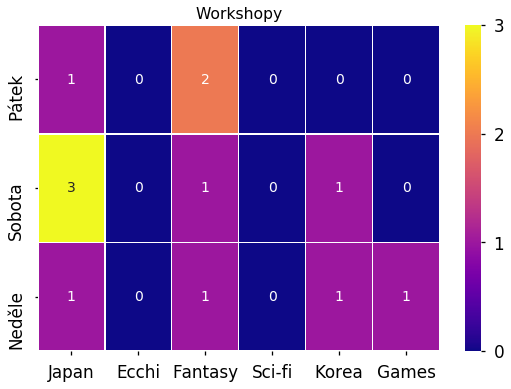 Workshopy
Pátek 1 0 2 0 0 0
Sobota 3 0 1 0 1 0
Neděle 1 0 1 0 1 1
Japan Ecchi Fantasy Sci-fi Korea Games
3
2
1
0